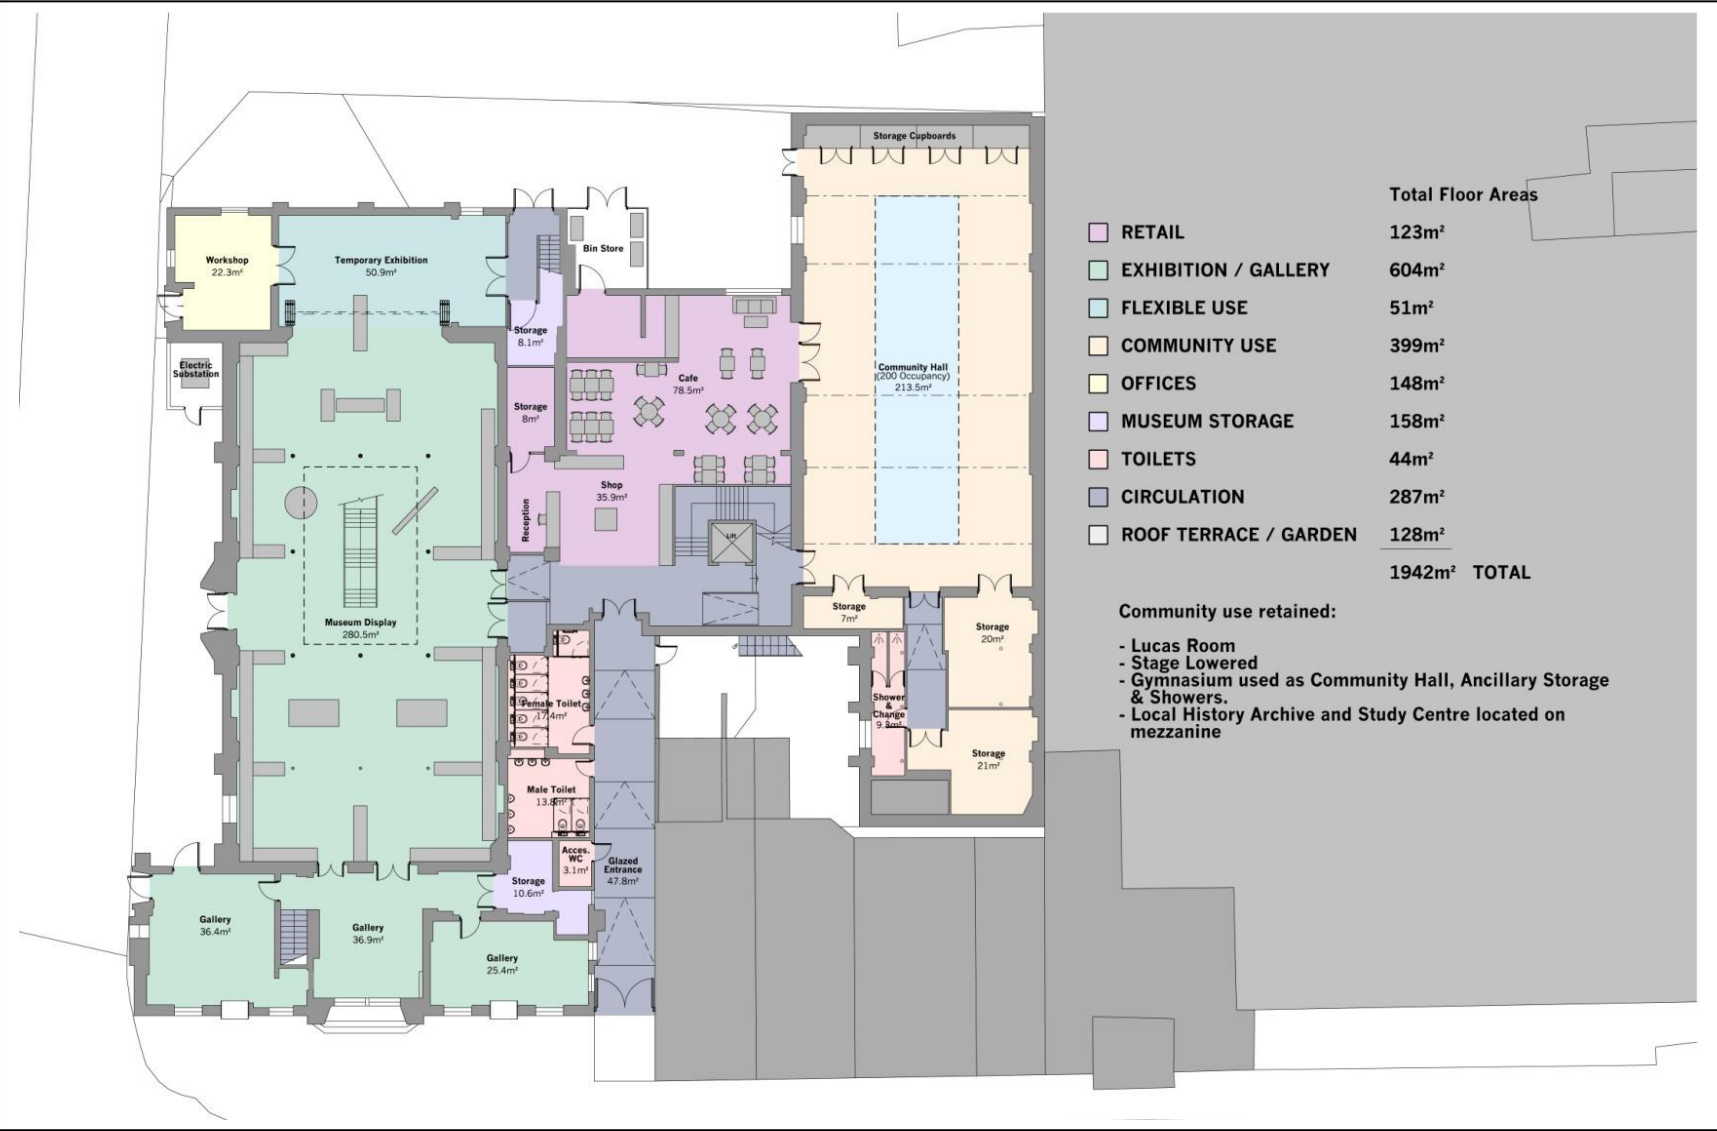 Storage Cupboards
Total Floor Areas
RETAIL 123m²
EXHIBITION / GALLERY 604m²
FLEXIBLE USE 51m²
COMMUNITY USE 399m²
OFFICES 148m²
MUSEUM STORAGE 158m²
TOILETS 44m²
CIRCULATION 287m²
ROOF TERRACE / GARDEN 128m²
1942m² TOTAL
Community use retained:
- Lucas Room
- Stage Lowered
- Gymnasium used as Community Hall, Ancillary Storage
& Showers.
- Local History Archive and Study Centre located on
mezzanine
Workshop
22.3m²
Temporary Exhibition
50.9m²
Bin Store
Storage
8.1m²
Electric
Substation
Storage
8m²
Cafe
78.5m²
Community Hall
(200 Occupancy)
213.5m²
Shop
35.9m²
Reception
Lift
Museum Display
280.5m²
Storage
7m²
Storage
20m²
Female Toilet
17.4m²
Shower
&
Change
9.3m²
Storage
21m²
Male Toilet
13.8m²
Acces.
WC
3.1m²
Glazed
Entrance
47.8m²
Storage
10.6m²
Gallery
36.4m²
Gallery
36.9m²
Gallery
25.4m²